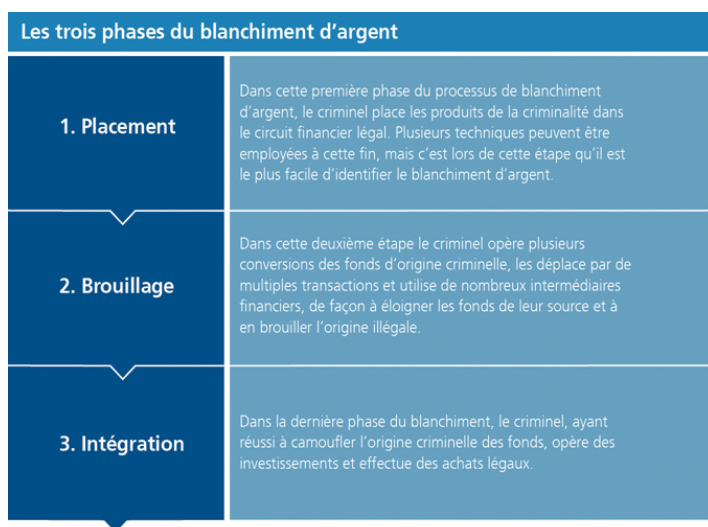 Les trois phases du blanchiment d'argent
1. Placement
Dans cette première phase du processus de blanchiment
d'argent, le criminel place les produits de la criminalité dans
le circuit financier légal. Plusieurs techniques peuvent être
employées à cette fin, mais c'est lors de cette étape qu'il est
le plus facile d'identifier le blanchiment d'argent.
2. Brouillage
Dans cette deuxième étape le criminel opère plusieurs
conversions des fonds d'origine criminelle, les déplace par de
multiples transactions et utilise de nombreux intermédiaires
financiers, de façon à éloigner les fonds de leur source et à
en brouiller l'origine illégale.
3. Intégration
Dans la dernière phase du blanchiment, le criminel, ayant
réussi à camoufler l'origine criminelle des fonds, opère des
investissements et effectue des achats légaux.